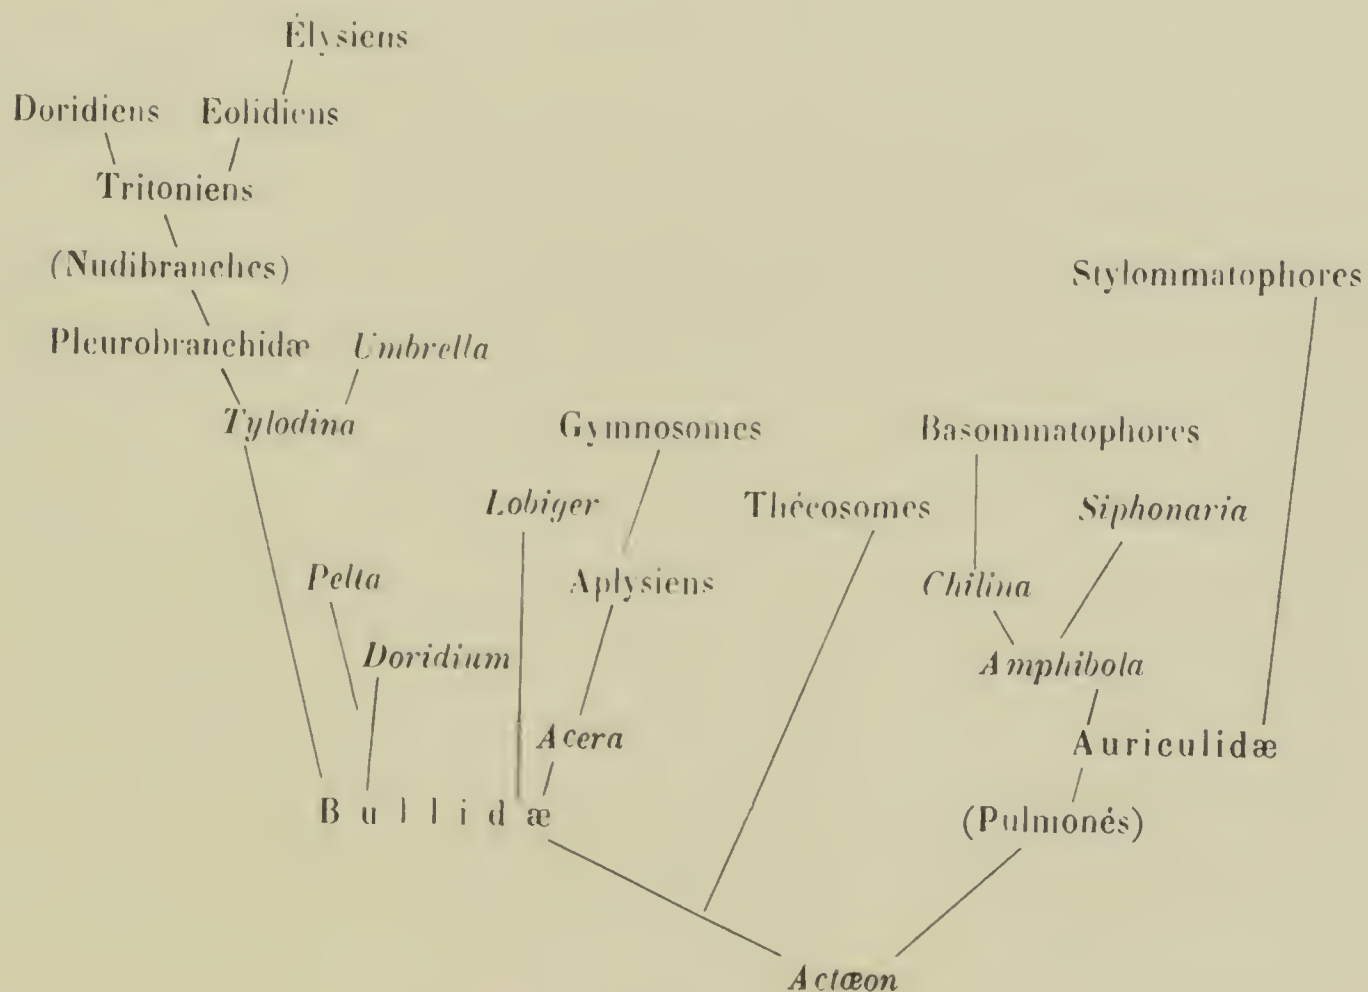 Élysiens
Doridiens Eolidiens
Tritoniens
(Nudibranches)
Stylommatophores
Pleurobranchidæ Umbrella
Tylodina Gymnosomes Basommatophores
Lobiger Thécosomes Siphonaria
Pelta Aplysiens Chilina
Doridium Amphibola
Acera Auriculidæ
Bullidæ (Pulmonés)
Actæon